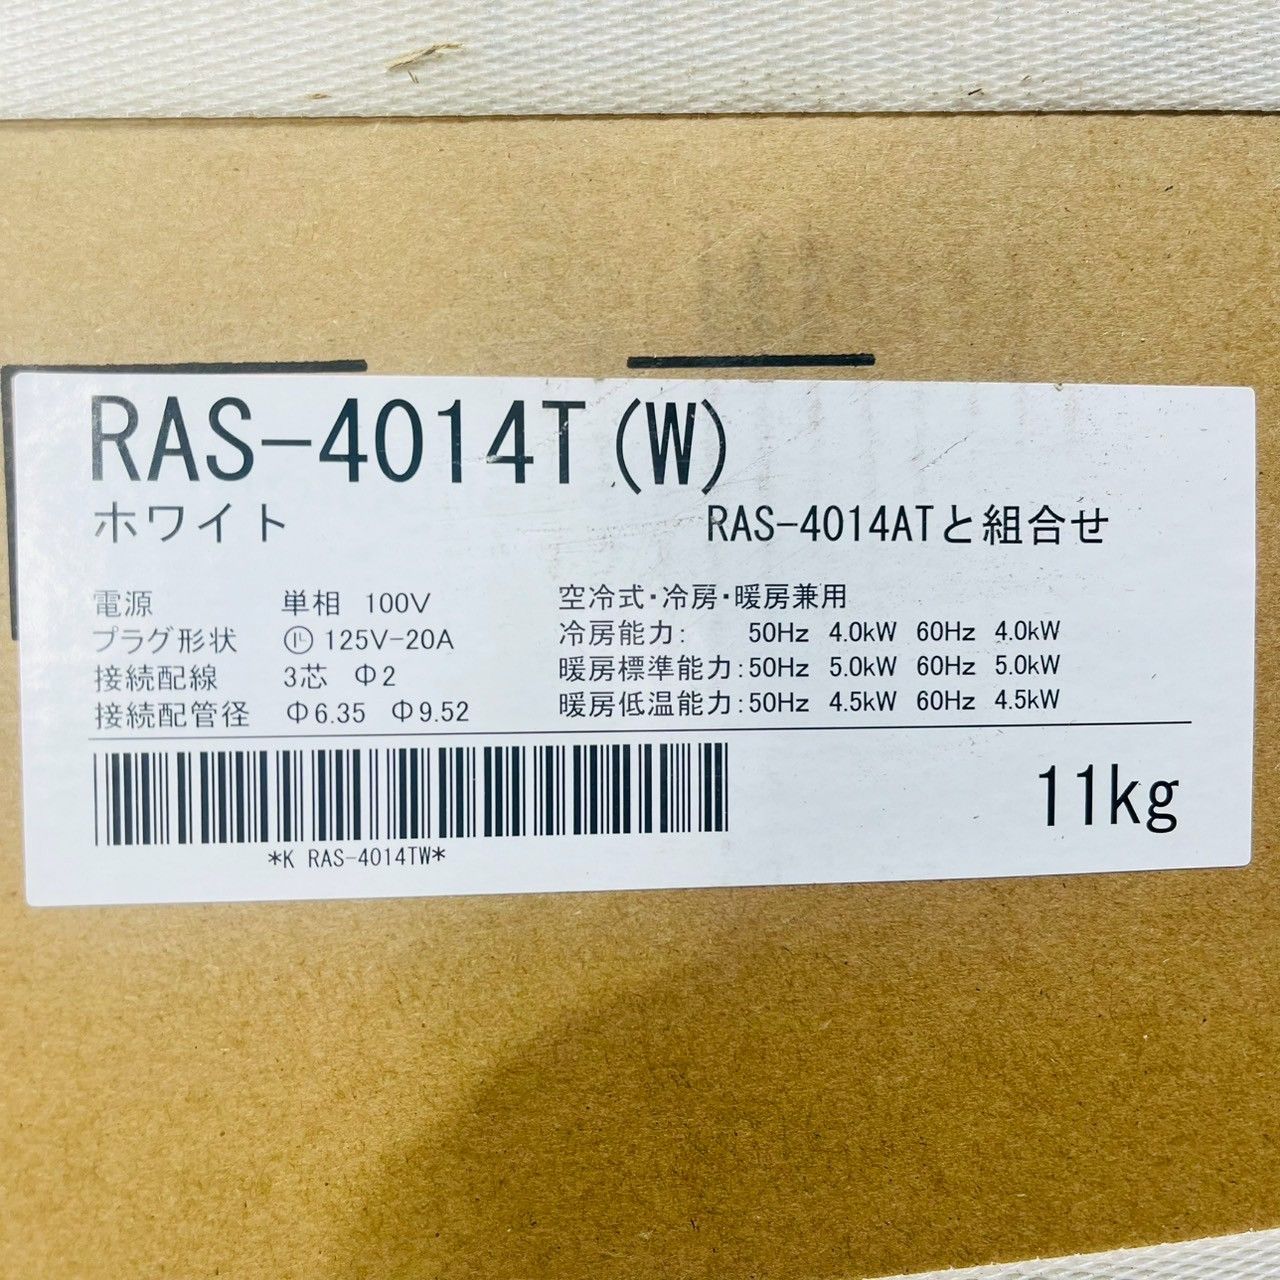 RAS-4014T(W)
ホワイト
RAS-4014ATと組合せ
電源 単相 100V
プラグ形状 125V-20A
接続配線 3芯 Φ2
接続配管径 Φ6.35 Φ9.52
空冷式・冷房・暖房兼用
冷房能力: 50Hz 4.0kW 60Hz 4.0kW
暖房標準能力:50Hz 5.0kW 60Hz 5.0kW
暖房低温能力:50Hz 4.5kW 60Hz 4.5kW
*K RAS-4014TW*
11kg